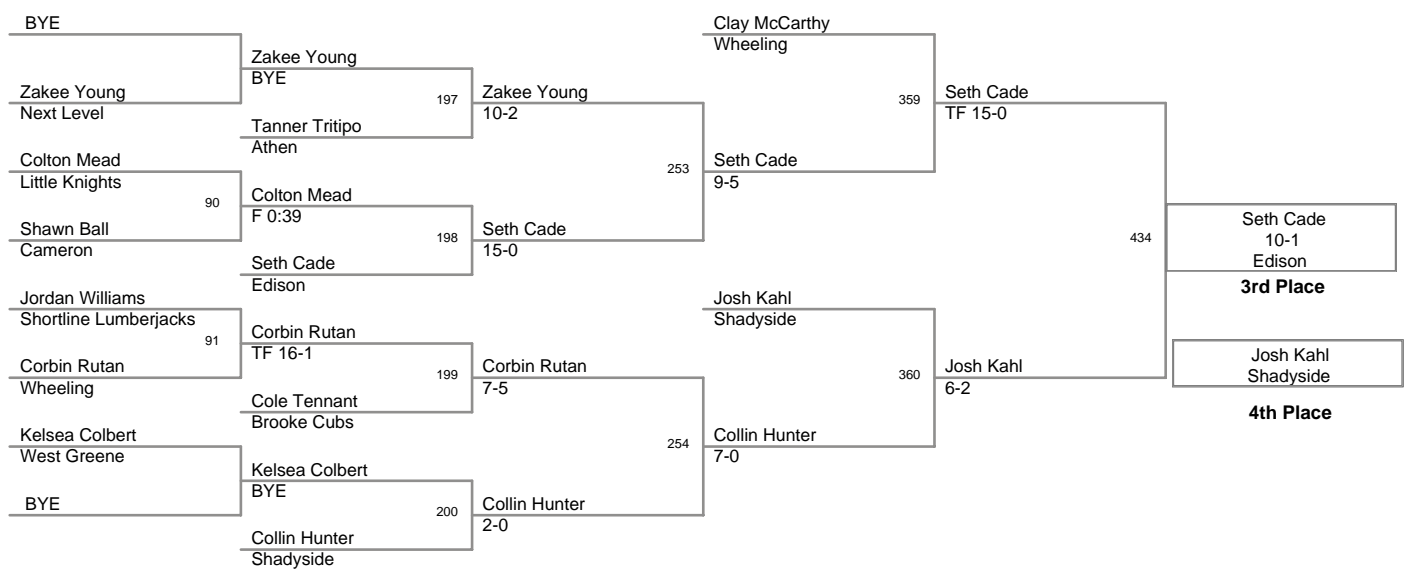 BYE
Zakee Young
Next Level
Colton Mead
Little Knights
90
Shawn Ball
Cameron
Jordan Williams
Shortline Lumberjacks
91
Corbin Rutan
Wheeling
Kelsea Colbert
West Greene
BYE
Zakee Young
BYE
197
Tanner Tritipo
Athen
Colton Mead
F 0:39
198
Seth Cade
Edison
Corbin Rutan
TF 16-1
199
Cole Tennant
Brooke Cubs
Kelsea Colbert
BYE
200
Collin Hunter
Shadyside
Zakee Young
10-2
253
Seth Cade
15-0
Corbin Rutan
7-5
254
Collin Hunter
2-0
Clay McCarthy
Wheeling
359
Seth Cade
9-5
Josh Kahl
Shadyside
360
Collin Hunter
7-0
Seth Cade
TF 15-0
434
Josh Kahl
6-2
Seth Cade
10-1
Edison
3rd Place
Josh Kahl
Shadyside
4th Place